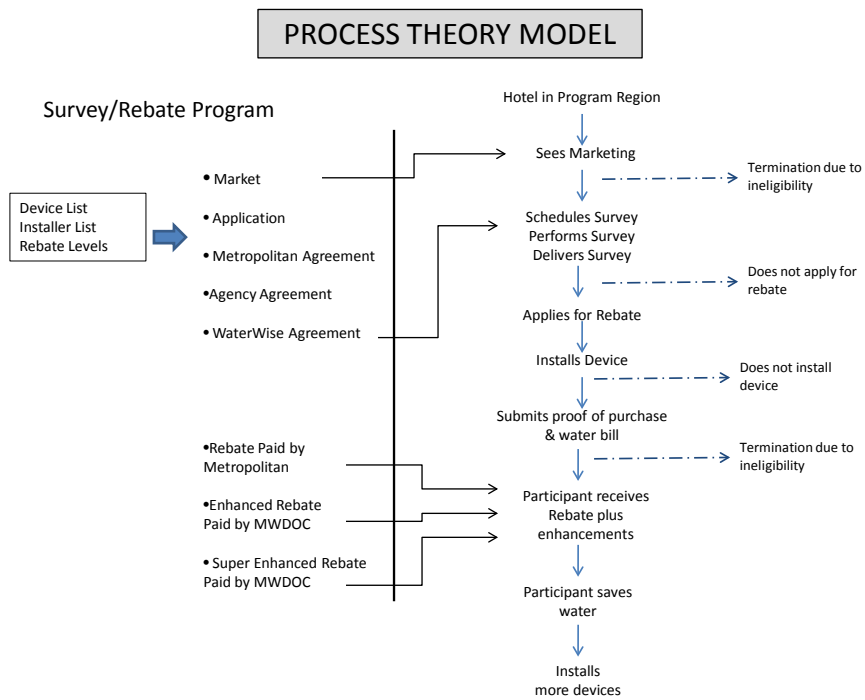 PROCESS THEORY MODEL
Survey/Rebate Program
Device List
Installer List
Rebate Levels
• Market
• Application
• Metropolitan Agreement
•Agency Agreement
• WaterWise Agreement
•Rebate Paid by
Metropolitan
• Enhanced Rebate
Paid by MWDOC
• Super Enhanced Rebate
Paid by MWDOC
Hotel in Program Region
Sees Marketing
Termination due to
ineligibility
Schedules Survey
Performs Survey
Delivers Survey
Does not apply for
rebate
Applies for Rebate
Installs Device
Does not install
device
Submits proof of purchase
& water bill
Termination due to
ineligibility
Participant receives
Rebate plus
enhancements
Participant saves
water
Installs
more devices